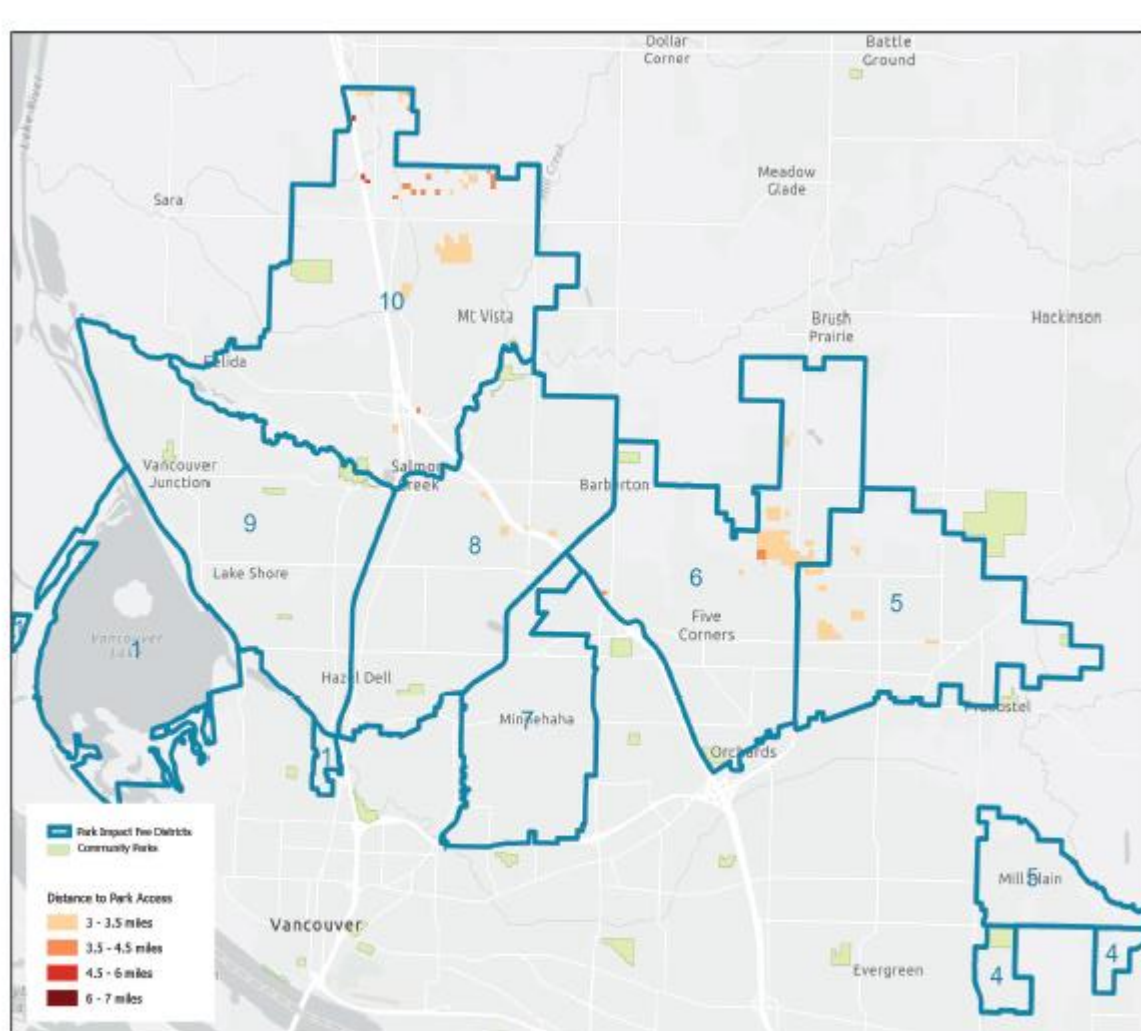 Dollar
Corner
Battle
Ground
Lake River
Meadow
Glade
Sara
10
Mt Vista
Brush
Prairie
Hockinson
Felida
Vancouver
Junction
Salmon
Creek
Barberton
9
8
Lake Shore
6
5
Five
Corners
1
Vancouver
1
Hazel Dell
Minnehaha
7
Orchards
1
Park Impact Fee Districts
Community Parks
Mill Plain
5
Distance to Park Access
3 - 3.5 miles
3.5 - 4.5 miles
4.5 - 6 miles
6 - 7 miles
Vancouver
Evergreen
4
4